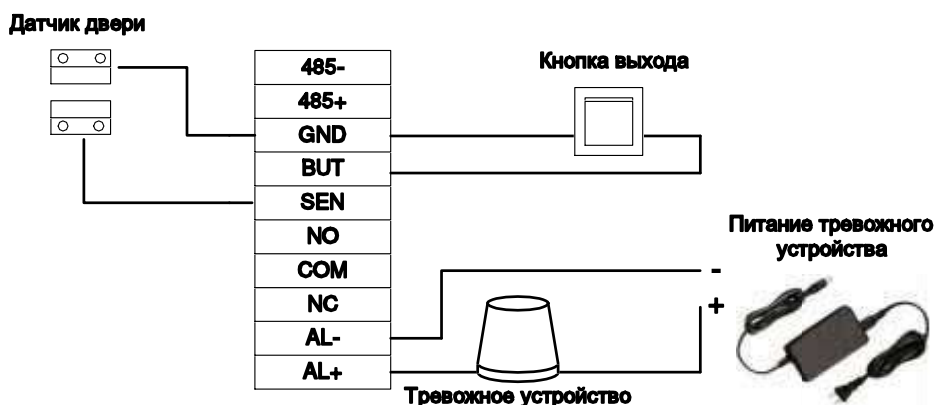 Датчик двери
485-
485+
GND
BUT
SEN
NO
COM
NC
AL-
AL+
Кнопка выхода
Питание тревожного
устройства
-
+
Тревожное устройство